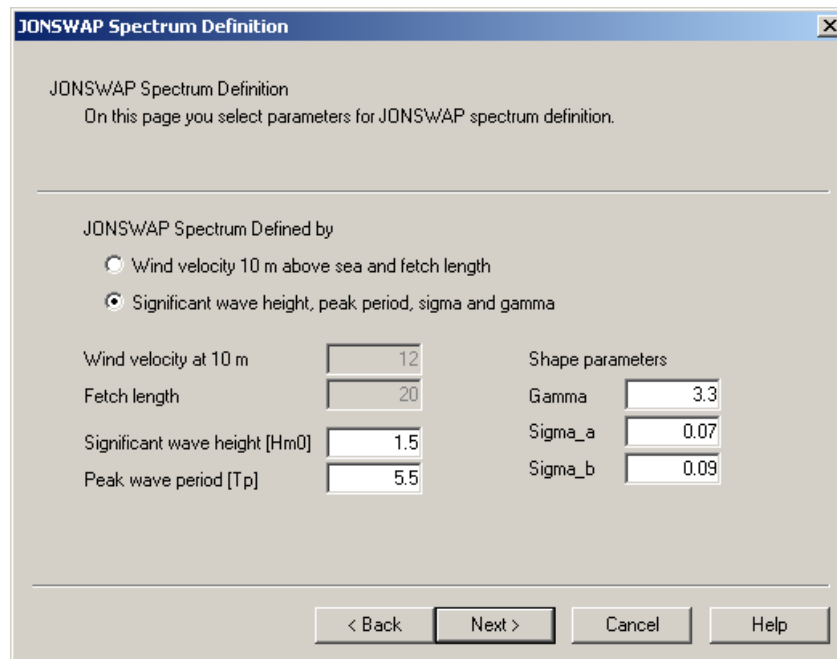 JONSWAP Spectrum Definition
JONSWAP Spectrum Definition
On this page you select parameters for JONSWAP spectrum definition.
JONSWAP Spectrum Defined by
Wind velocity 10 m above sea and fetch length
Significant wave height, peak period, sigma and gamma
Wind velocity at 10 m 12 Shape parameters
Fetch length 20 Gamma 3.3
Significant wave height [Hm0] 1.5 Sigma_a 0.07
Peak wave period [Tp] 5.5 Sigma_b 0.09
< Back Next > Cancel Help